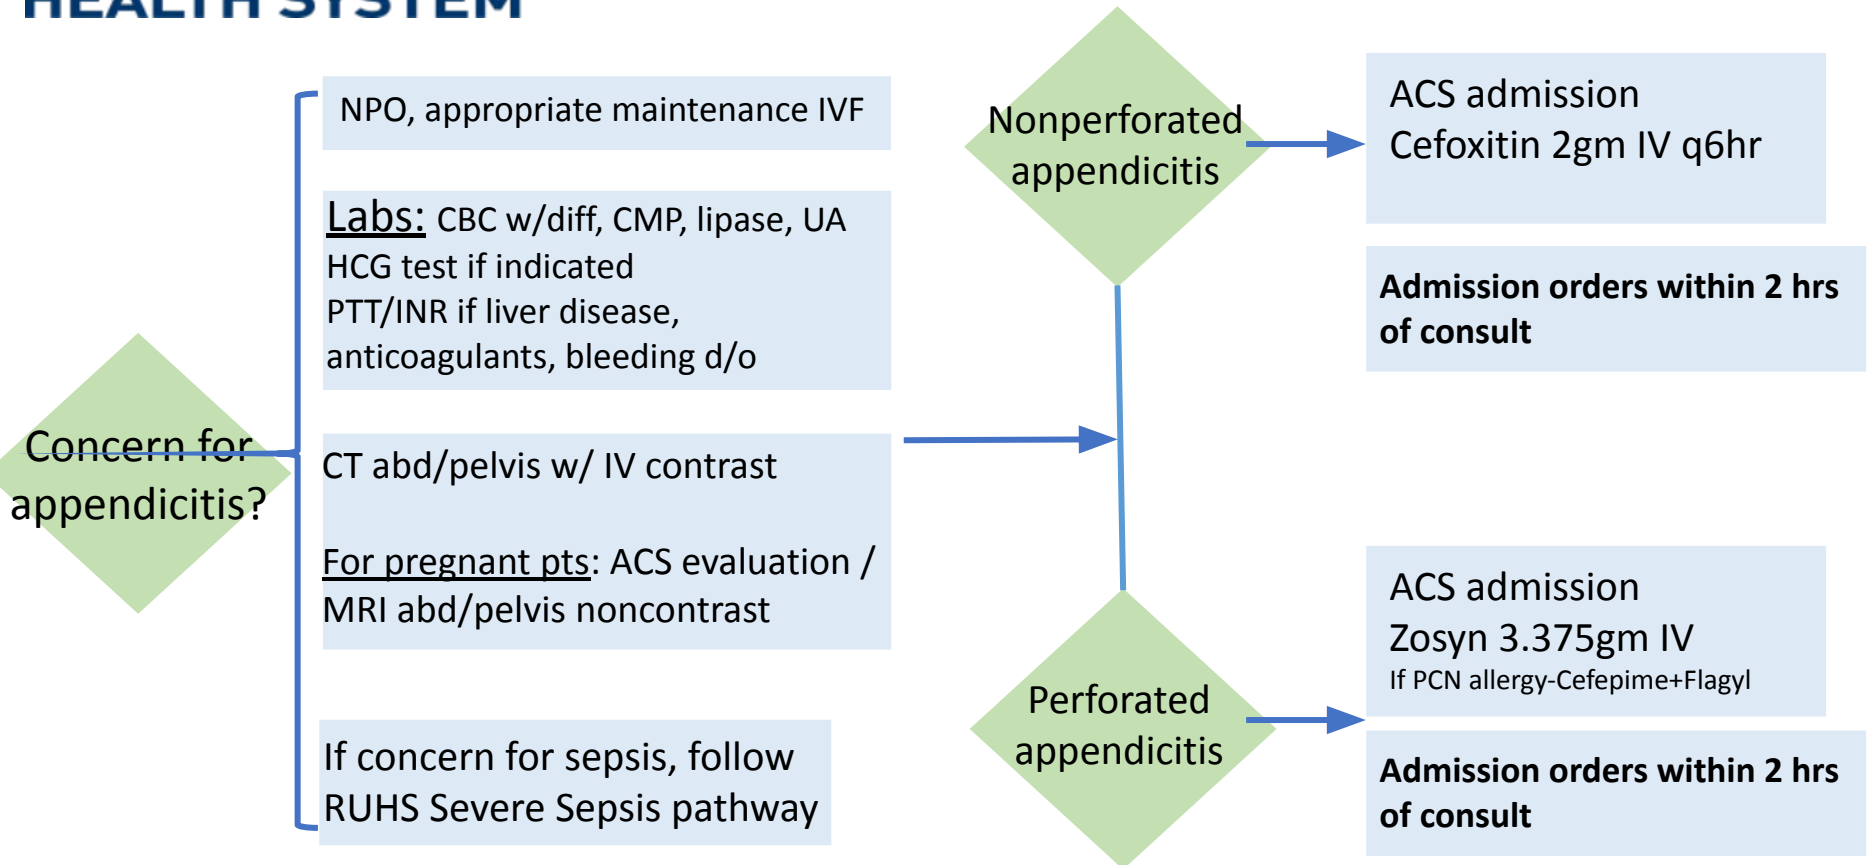 HEALTH SYSTEM
Concern for
appendicitis?
NPO, appropriate maintenance IVF
Labs: CBC w/diff, CMP, lipase, UA
HCG test if indicated
PTT/INR if liver disease,
anticoagulants, bleeding d/o
CT abd/pelvis w/ IV contrast
For pregnant pts: ACS evaluation /
MRI abd/pelvis noncontrast
If concern for sepsis, follow
RUHS Severe Sepsis pathway
Nonperforated
appendicitis
ACS admission
Cefoxitin 2gm IV q6hr
Admission orders within 2 hrs
of consult
Perforated
appendicitis
ACS admission
Zosyn 3.375gm IV
If PCN allergy-Cefepime+Flagyl
Admission orders within 2 hrs
of consult